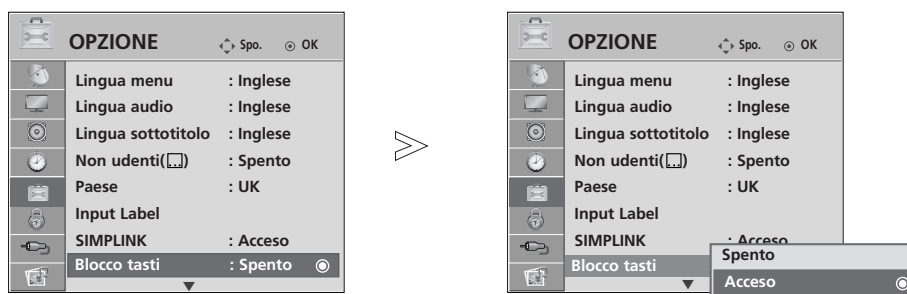 OPZIONE Spo. OK
Lingua menu : Inglese
Lingua audio : Inglese
Lingua sottotitolo : Inglese
Non udenti( ) : Spento
Paese : UK
Input Label
SIMPLINK : Acceso
Blocco tasti : Spento
OPZIONE Spo. OK
Lingua menu : Inglese
Lingua audio : Inglese
Lingua sottotitolo : Inglese
Non udenti( ) : Spento
Paese : UK
Input Label
SIMPLINK : Acceso
Blocco tasti
Spento
Acceso